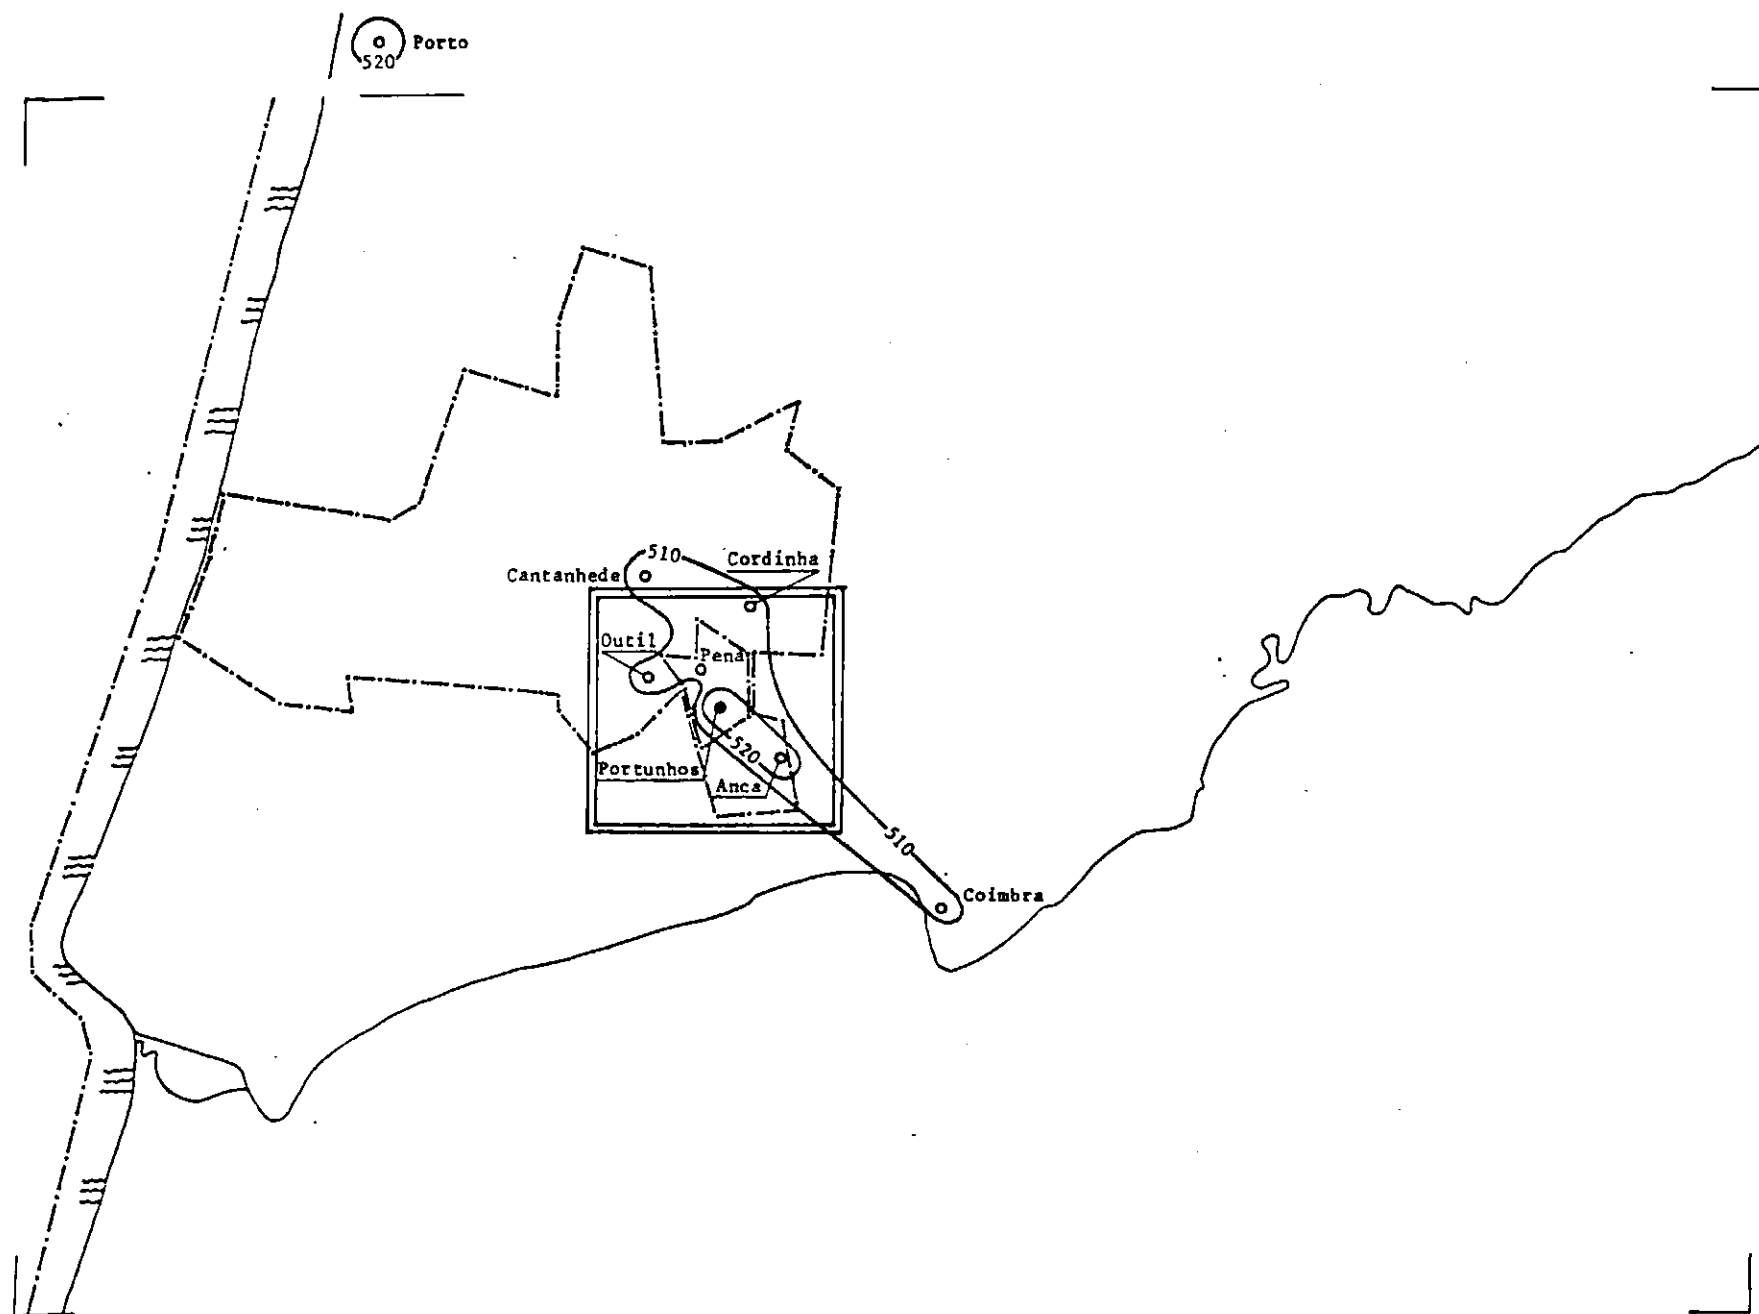 Porto
520
510
Cordinha
Cantanhede
Outil
Pena
520
Portunhos
Anca
510
Coimbra